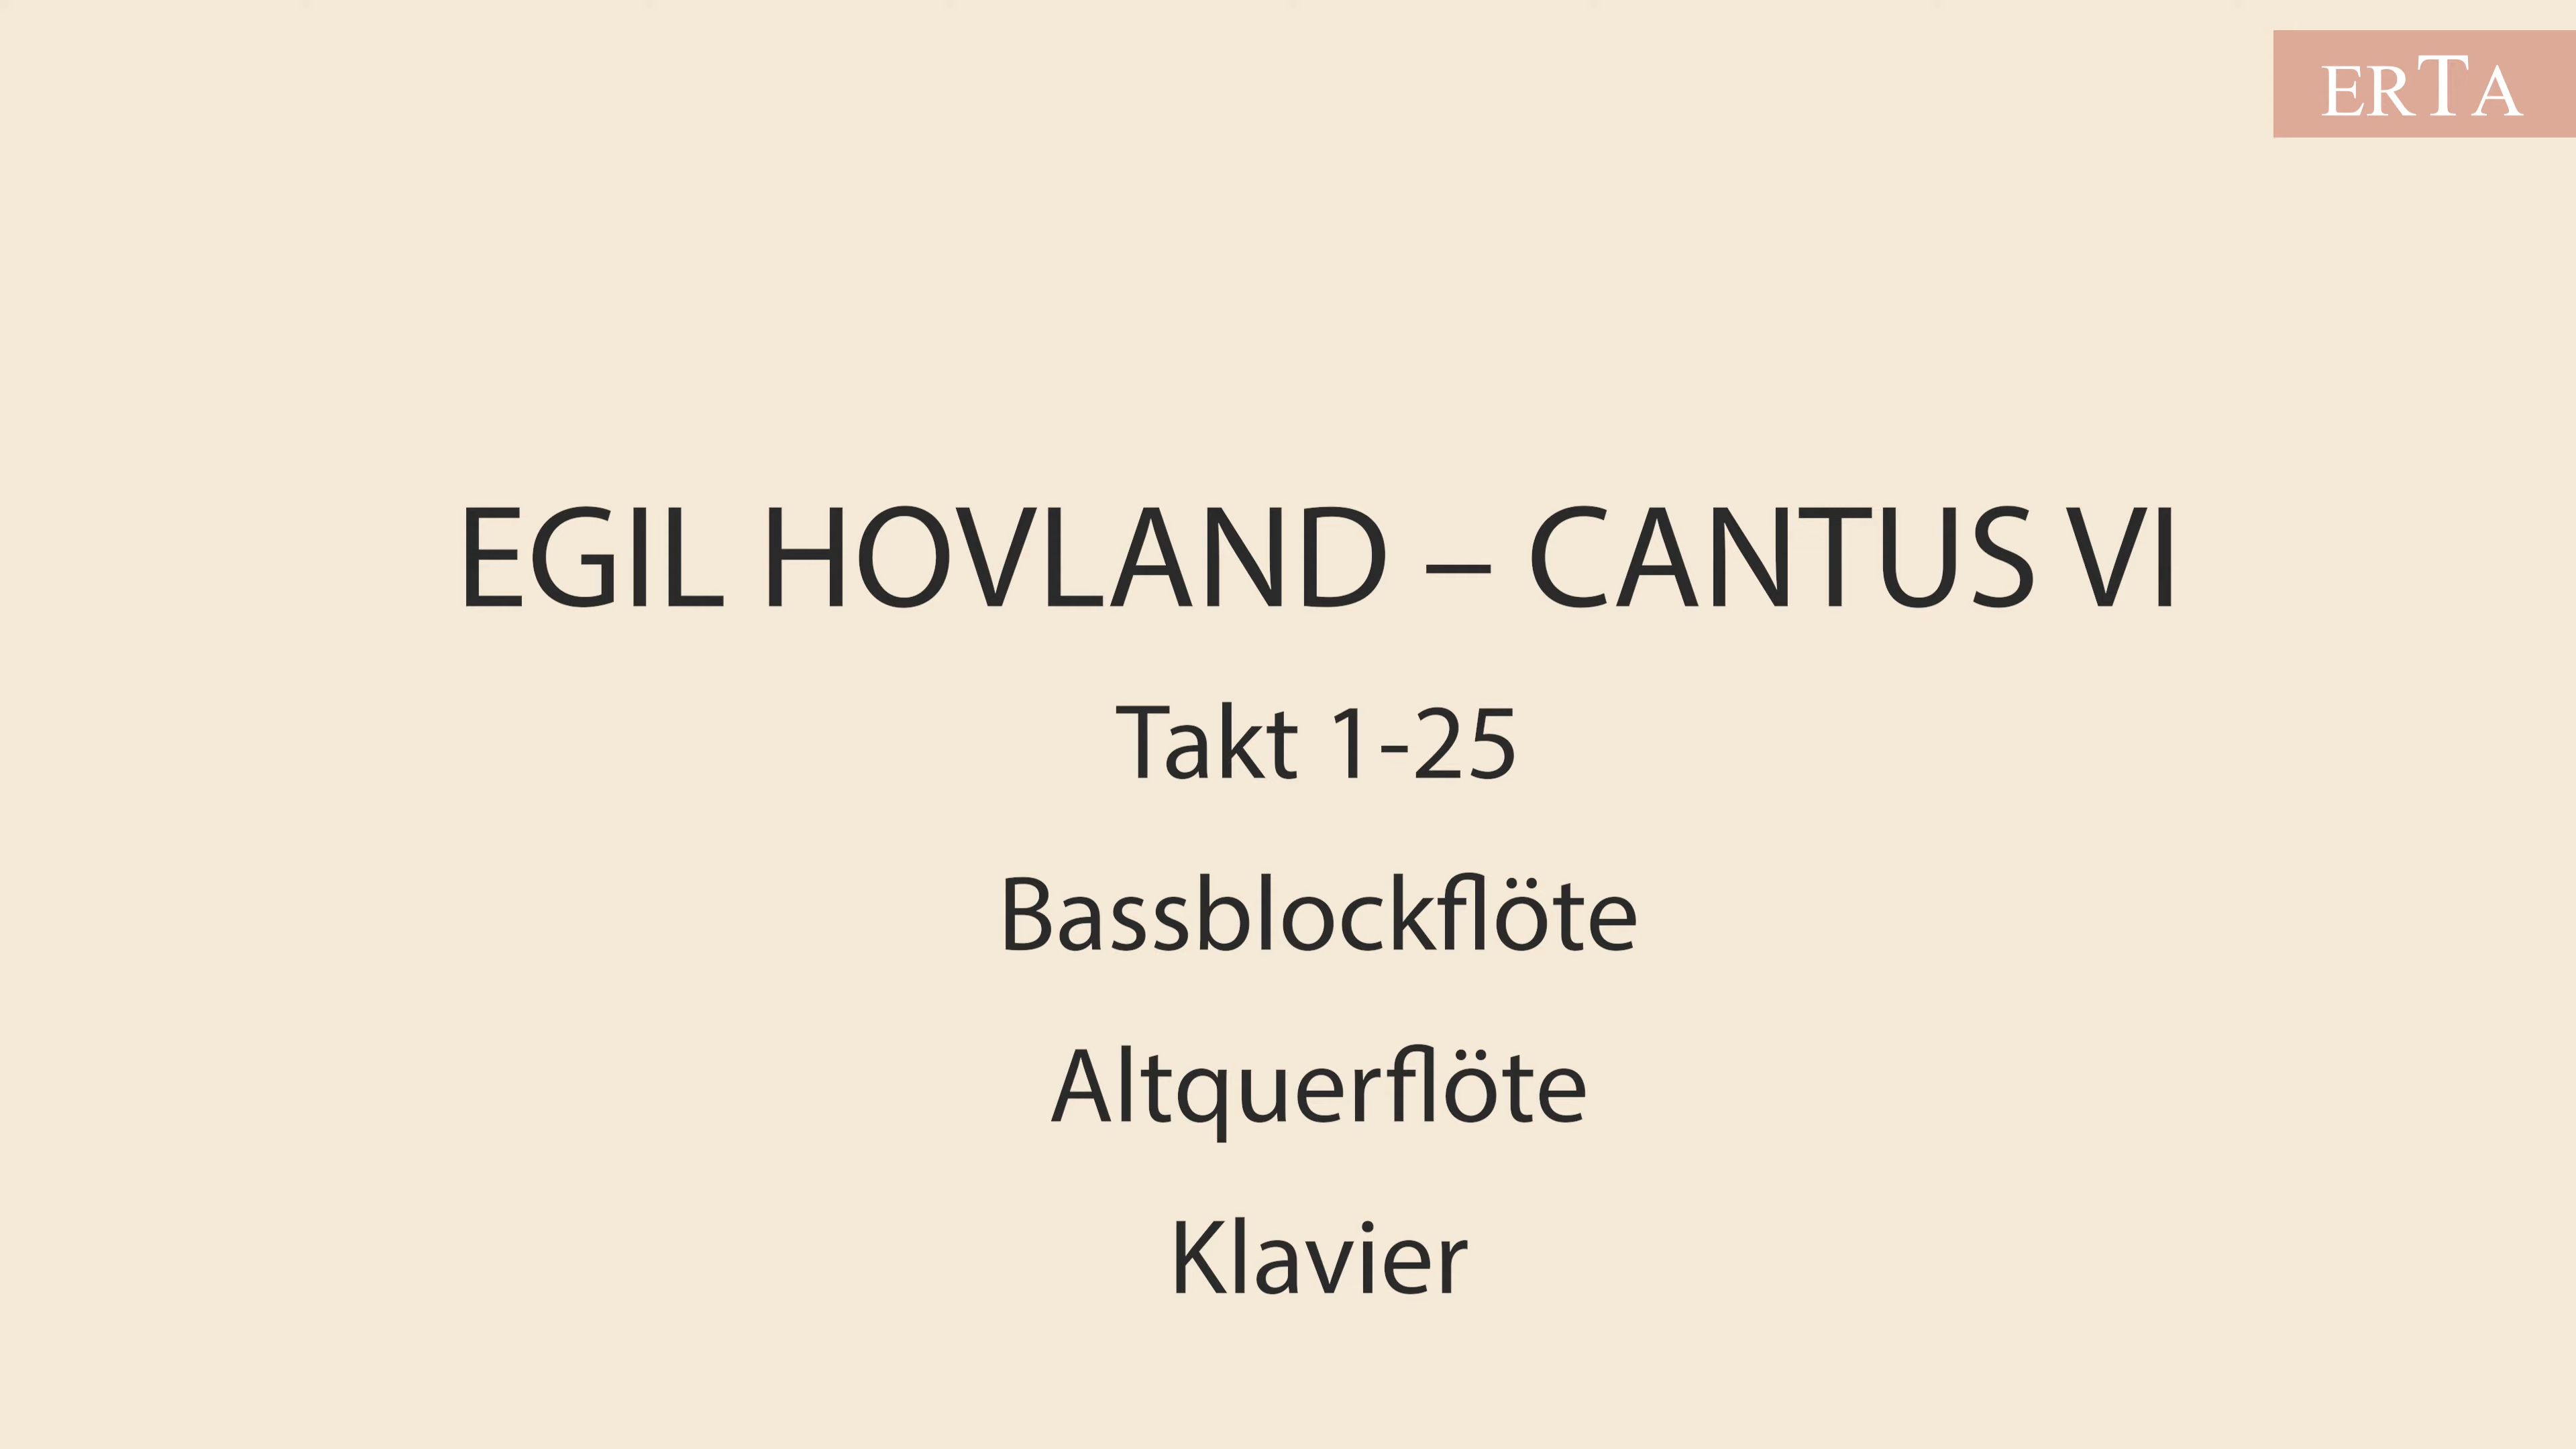 ERTA
EGIL HOVLAND – CANTUS VI
Takt 1-25
Bassblockflöte
Altquerflöte
Klavier